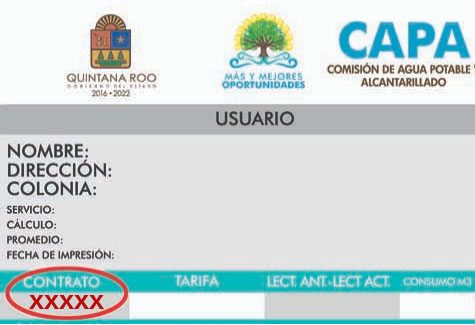 QUINTANA ROO
GOBIERNO DEL ESTADO
2016 • 2022
MÁS Y MEJORES
OPORTUNIDADES
CAPA
COMISIÓN DE AGUA POTABLE Y
ALCANTARILLADO
USUARIO
NOMBRE:
DIRECCIÓN:
COLONIA:
SERVICIO:
CÁLCULO:
PROMEDIO:
FECHA DE IMPRESIÓN:
CONTRATO TARIFA LECT. ANT.-LECT ACT. CONSUMO M3
XXXXX